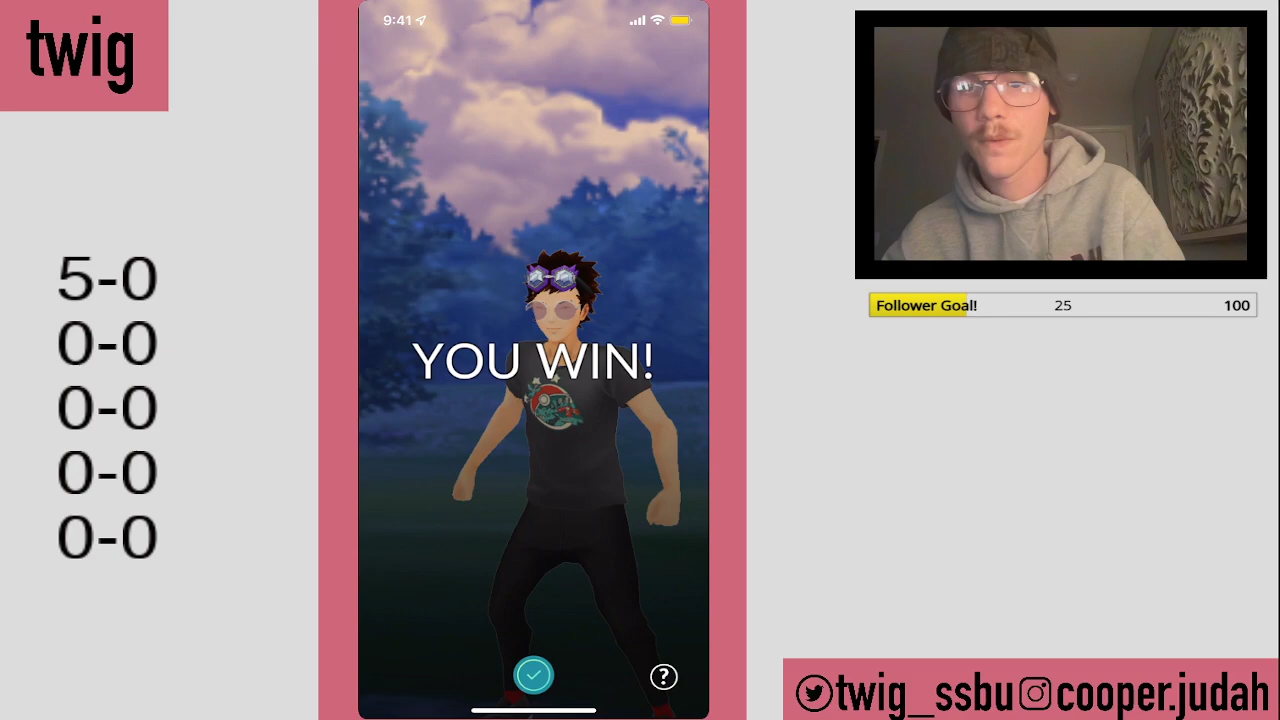 twig
9:41
5-0
0-0
0-0
0-0
0-0
YOU WIN!
?
Follower Goal! 25 100
twig_ssbu cooper.judah